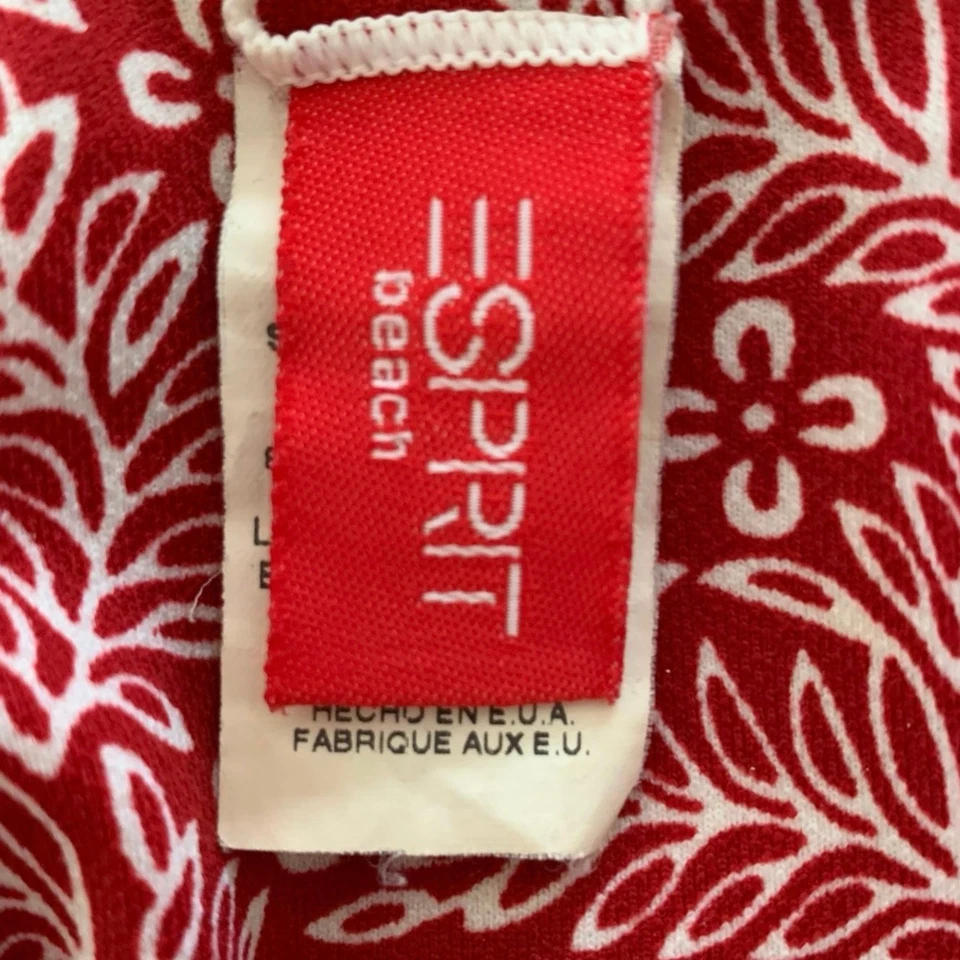 ESPRIT
beach
HECHO EN E.U.A.
FABRIQUE AUX E.U.